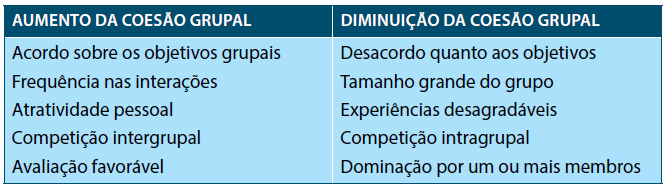 AUMENTO DA COESÃO GRUPAL DIMINUIÇÃO DA COESÃO GRUPAL
Acordo sobre os objetivos grupais Desacordo quanto aos objetivos
Frequência nas interações Tamanho grande do grupo
Atratividade pessoal Experiências desagradáveis
Competição intergrupal Competição intragrupal
Avaliação favorável Dominação por um ou mais membros